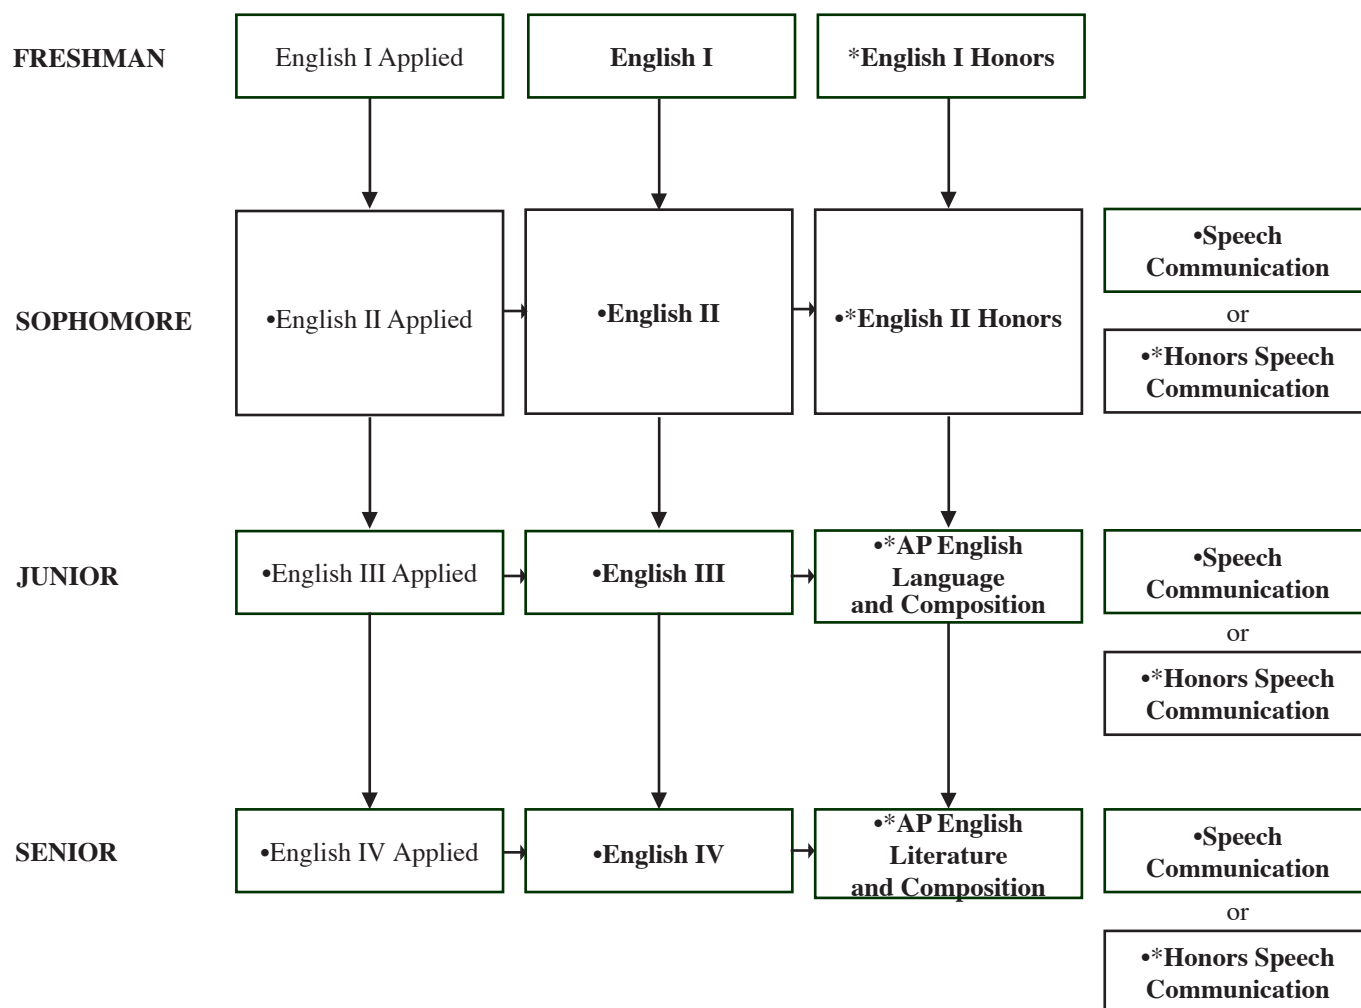 FRESHMAN
English I Applied
English I
*English I Honors
SOPHOMORE
•English II Applied
•English II
•*English II Honors
•Speech
Communication
or
•*Honors Speech
Communication
JUNIOR
•English III Applied
•English III
•*AP English
Language
and Composition
•Speech
Communication
or
•*Honors Speech
Communication
SENIOR
•English IV Applied
•English IV
•*AP English
Literature
and Composition
•Speech
Communication
or
•*Honors Speech
Communication